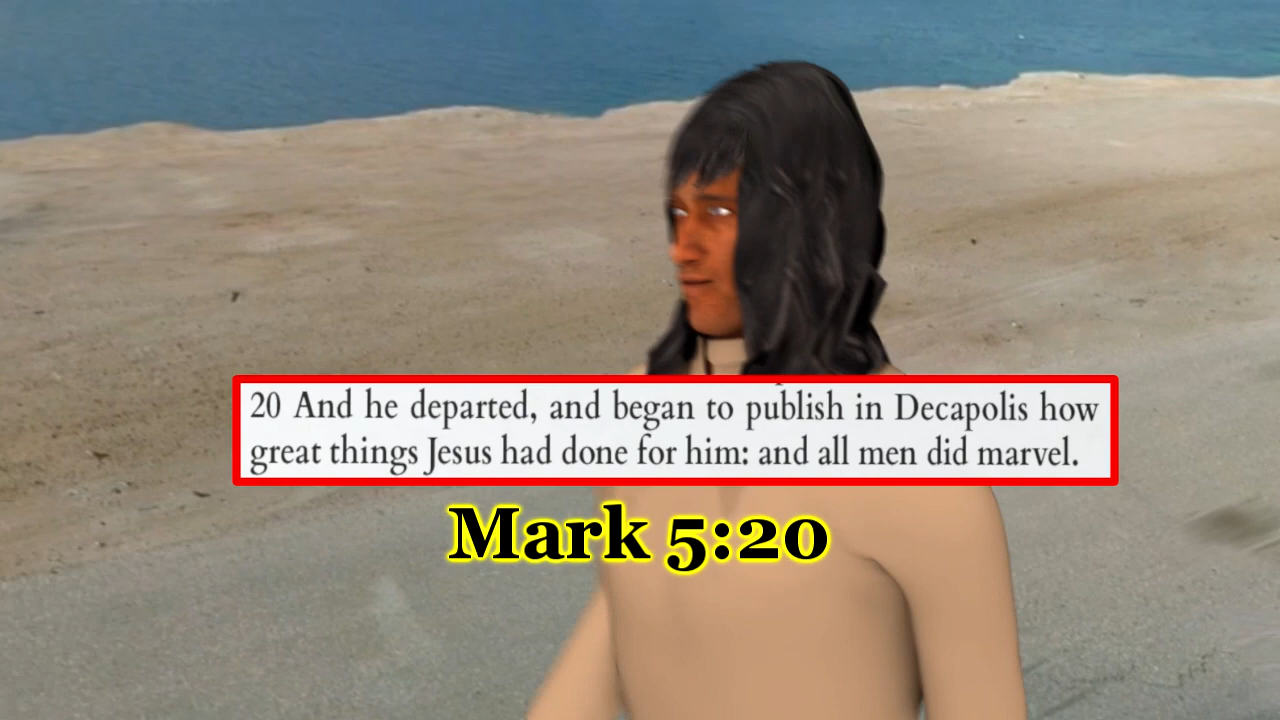 20 And he departed, and began to publish in Decapolis how
great things Jesus had done for him: and all men did marvel.
Mark 5:20